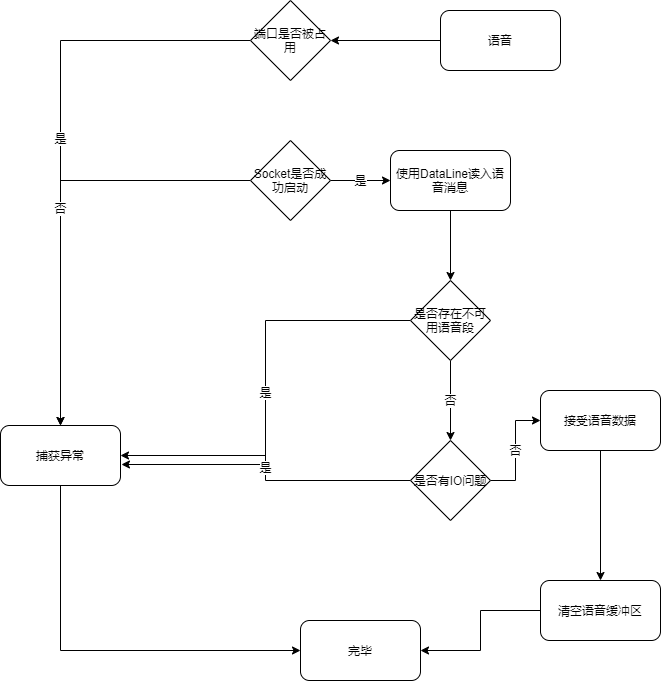 端口是否被占
用
语音
是
Socket是否成
功启动
是
使用DataLine读入语
音消息
否
是否存在不可
用语音段
是
否
接受语音数据
捕获异常
是
是否有IO问题
否
清空语音缓冲区
完毕